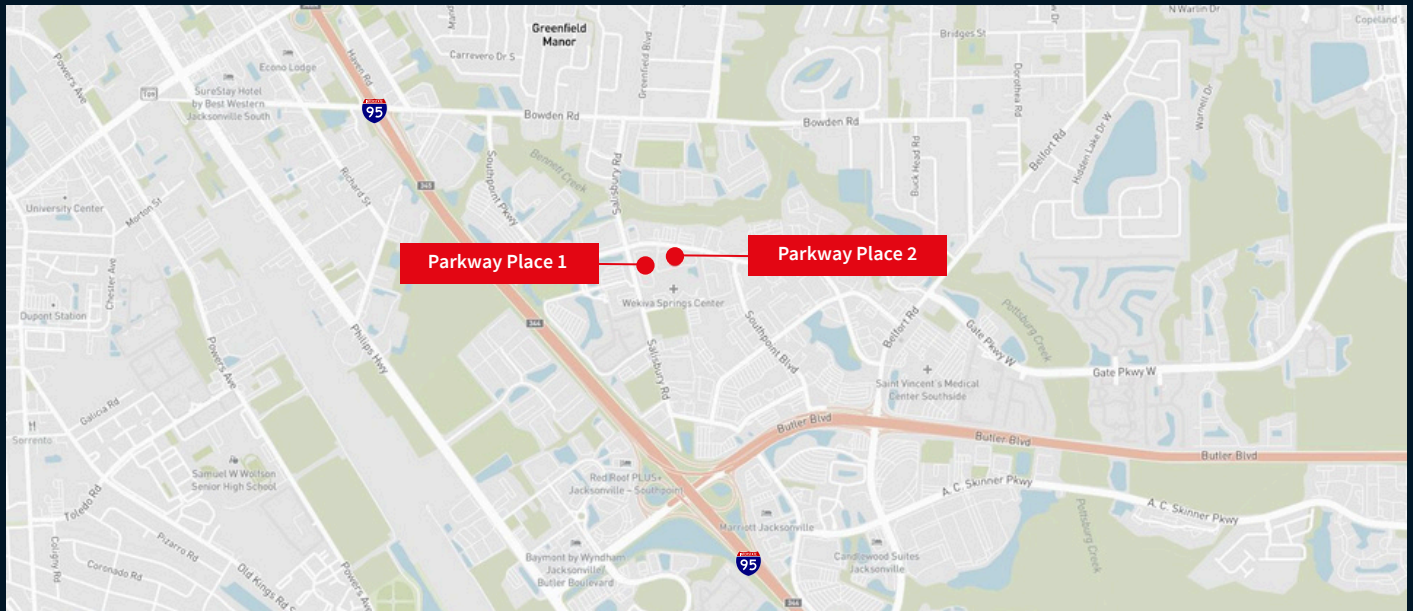 N Warlin Dr
Copeland's
Greenfield
Manor
Bridges St
Carrevero Dr S
Greenfield Blvd
Haven Rd
Powers Ave
Econo Lodge
Dorothea Rd
SureStay Hotel
by Best Western
Jacksonville South
109
95
Bowden Rd
Bowden Rd
Warnell Dr
Belfort Rd
Hidden Lake Dr W
Buck Head Rd
Southpoint Pkwy
Bennett Creek
Salisbury Rd
Richard St
345
University Center
Morton St
Parkway Place 1
Parkway Place 2
Chester Ave
Wekiva Springs Center
Dupont Station
344
Philips Hwy
Powers Ave
Salisbury Rd
Southpoint Blvd
Belfort Rd
Gate Pkwy W
Pottsburg Creek
Gate Pkwy W
Saint Vincent's Medical
Center Southside
Galicia Rd
Sorrento
Butler Blvd
Butler Blvd
Butler Blvd
Samuel W Wolfson
Senior High School
Red Roof PLUS+
Jacksonville – Southpoint
A. C. Skinner Pkwy
A. C. Skinner Pkwy
Toledo Rd
Marriott Jacksonville
Pottsburg Creek
Pizarro Rd
Coligny Rd
Coronado Rd
Old Kings Rd S
Powers Ave
Baymont by Wyndham
Jacksonville/
Butler Boulevard
95
Candlewood Suites
Jacksonville
344